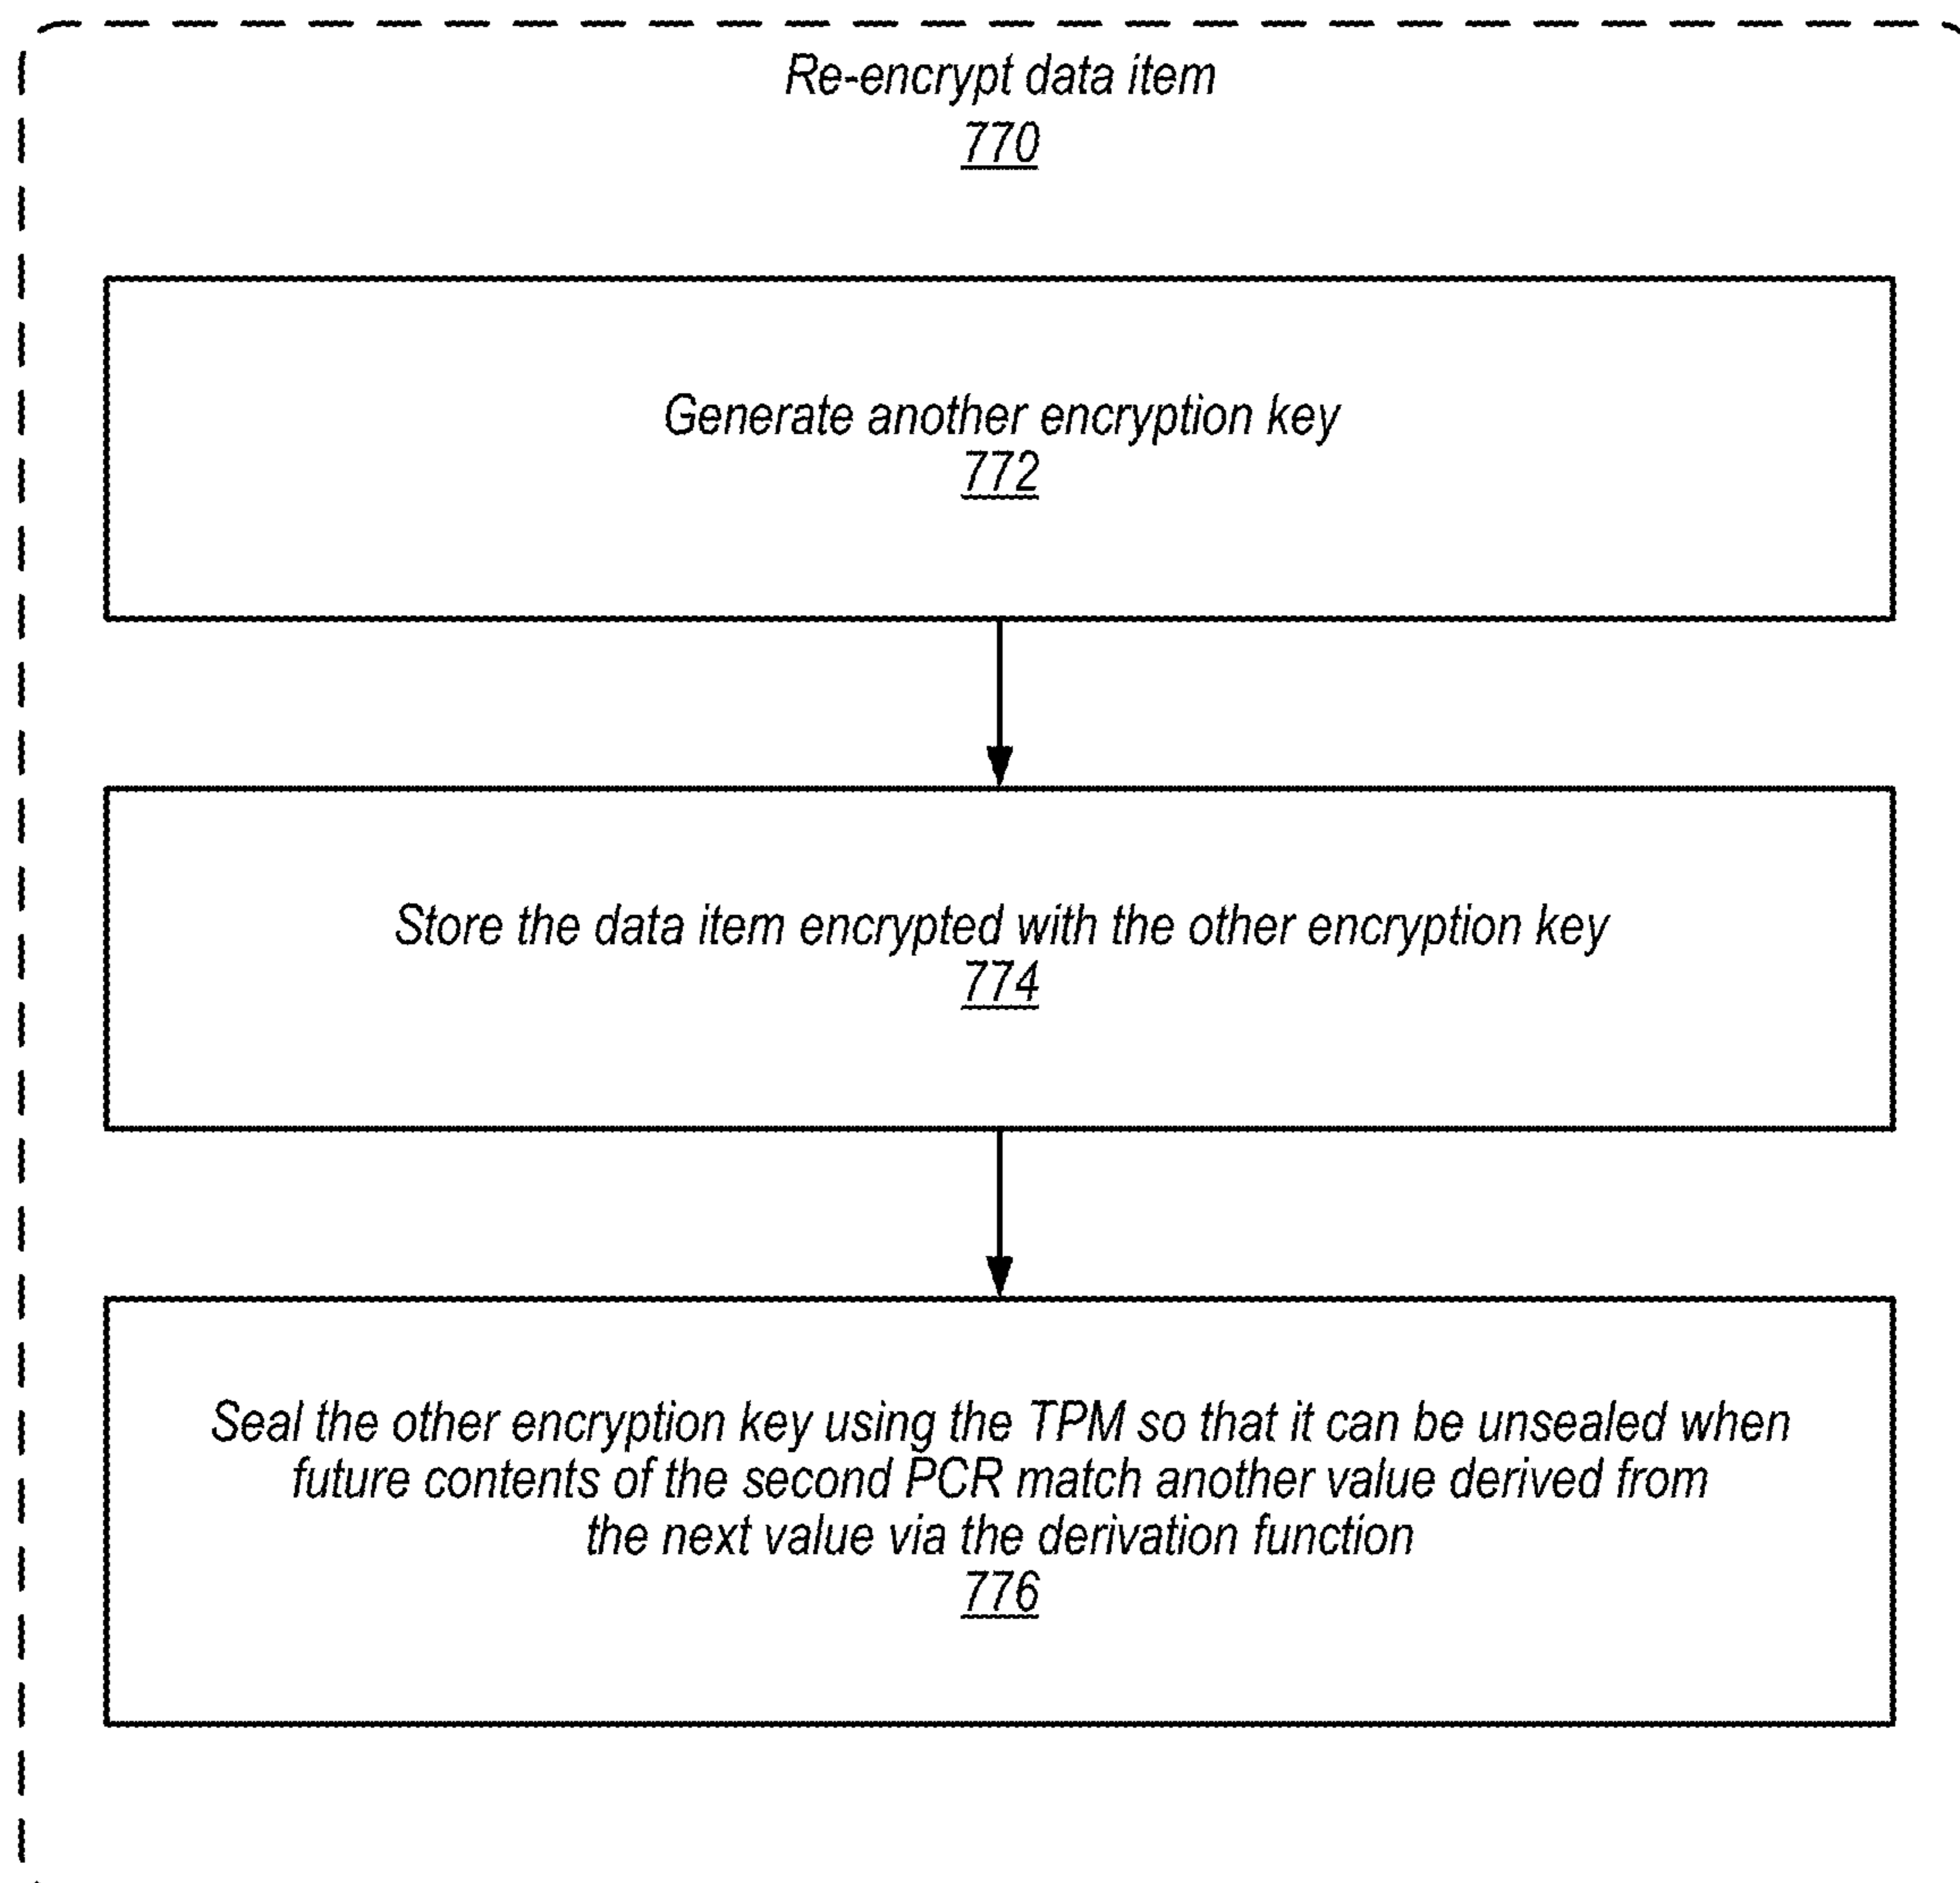 Re-encrypt data item
770
Generate another encryption key
772
Store the data item encrypted with the other encryption key
774
Seal the other encryption key using the TPM so that it can be unsealed when
future contents of the second PCR match another value derived from
the next value via the derivation function
776